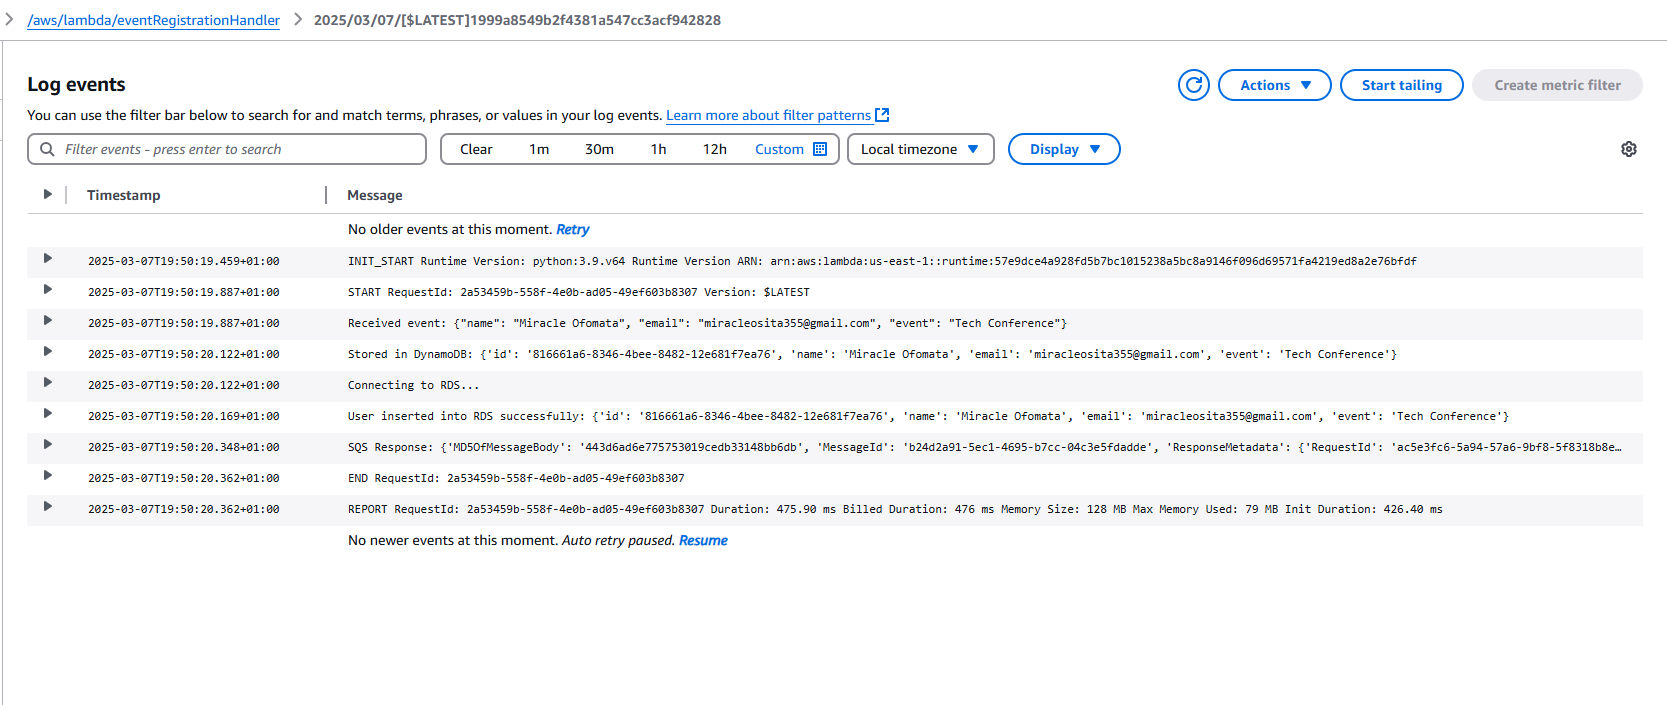 /aws/lambda/eventRegistrationHandler > 2025/03/07/[$LATEST]1999a8549b2f4381a547cc3acf942828
Log events
Actions
Start tailing
Create metric filter
You can use the filter bar below to search for and match terms, phrases, or values in your log events. Learn more about filter patterns
Filter events - press enter to search
Clear 1m 30m 1h 12h Custom
Local timezone
Display
Timestamp Message
No older events at this moment. Retry
2025-03-07T19:50:19.459+01:00 INIT_START Runtime Version: python:3.9.v64 Runtime Version ARN: arn:aws:lambda:us-east-1::runtime:57e9dce4a928fd5b7bc1015238a5bc8a9146f096d69571fa4219ed8a2e76bfdf
2025-03-07T19:50:19.887+01:00 START RequestId: 2a53459b-558f-4e0b-ad05-49ef603b8307 Version: $LATEST
2025-03-07T19:50:19.887+01:00 Received event: {"name": "Miracle Ofomata", "email": "miracleosita355@gmail.com", "event": "Tech Conference"}
2025-03-07T19:50:20.122+01:00 Stored in DynamoDB: {'id': '816661a6-8346-4bee-8482-12e681f7ea76', 'name': 'Miracle Ofomata', 'email': 'miracleosita355@gmail.com', 'event': 'Tech Conference'}
2025-03-07T19:50:20.122+01:00 Connecting to RDS...
2025-03-07T19:50:20.169+01:00 User inserted into RDS successfully: {'id': '816661a6-8346-4bee-8482-12e681f7ea76', 'name': 'Miracle Ofomata', 'email': 'miracleosita355@gmail.com', 'event': 'Tech Conference'}
2025-03-07T19:50:20.348+01:00 SQS Response: {'MD5OfMessageBody': '443d6ad6e775753019cedb33148bb6db', 'MessageId': 'b24d2a91-5ec1-4695-b7cc-04c3e5fdadde', 'ResponseMetadata': {'RequestId': 'ac5e3fc6-5a94-57a6-9bf8-5f8318b8e…
2025-03-07T19:50:20.362+01:00 END RequestId: 2a53459b-558f-4e0b-ad05-49ef603b8307
2025-03-07T19:50:20.362+01:00 REPORT RequestId: 2a53459b-558f-4e0b-ad05-49ef603b8307 Duration: 475.90 ms Billed Duration: 476 ms Memory Size: 128 MB Max Memory Used: 79 MB Init Duration: 426.40 ms
No newer events at this moment. Auto retry paused. Resume